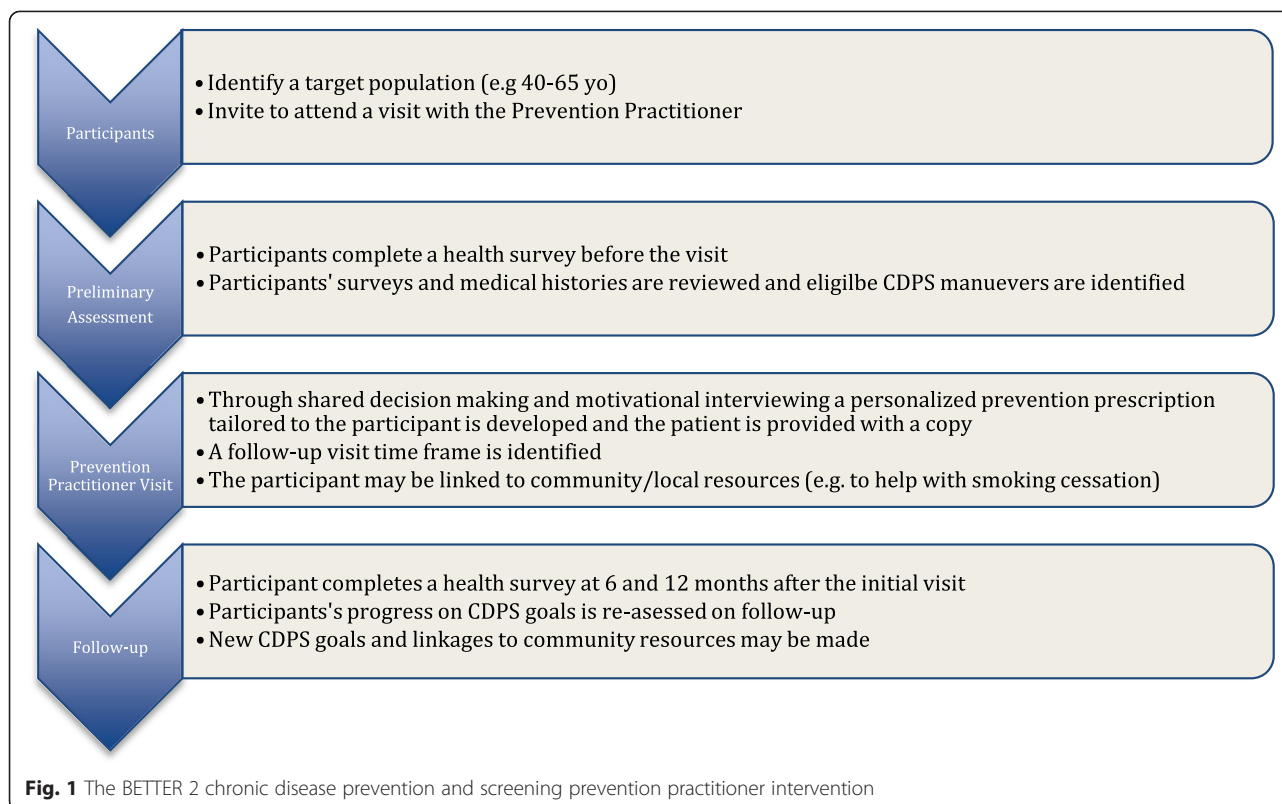 Participants
• Identify a target population (e.g 40-65 yo)
• Invite to attend a visit with the Prevention Practitioner
Preliminary
Assessment
• Participants complete a health survey before the visit
• Participants' surveys and medical histories are reviewed and eligilbe CDPS manuevers are identified
Prevention
Practitioner Visit
• Through shared decision making and motivational interviewing a personalized prevention prescription
tailored to the participant is developed and the patient is provided with a copy
• A follow-up visit time frame is identified
• The participant may be linked to community/local resources (e.g. to help with smoking cessation)
Follow-up
• Participant completes a health survey at 6 and 12 months after the initial visit
• Participants's progress on CDPS goals is re-asessed on follow-up
• New CDPS goals and linkages to community resources may be made
Fig. 1 The BETTER 2 chronic disease prevention and screening prevention practitioner intervention